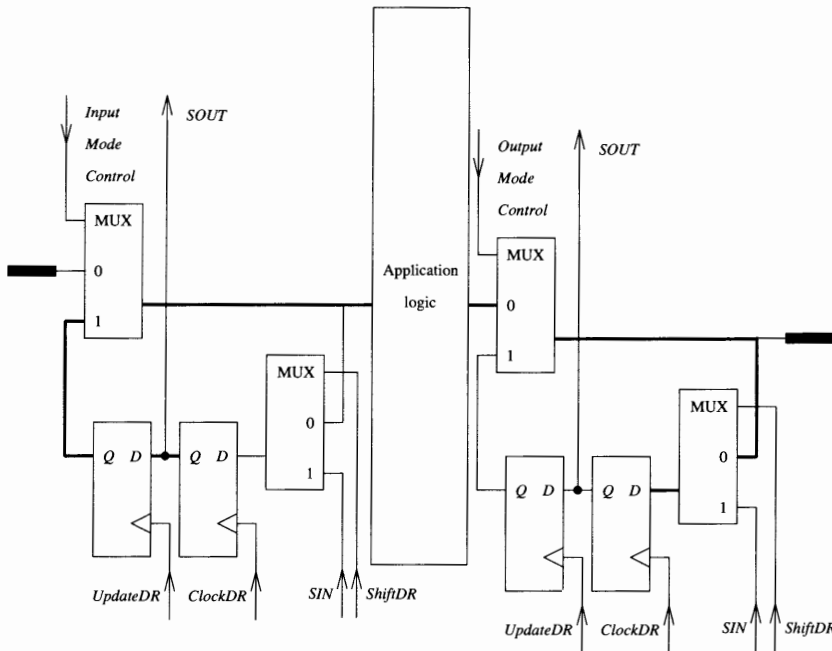 Input
Mode
Control
SOUT
MUX
0
1
MUX
0
1
Q D
Q D
UpdateDR
ClockDR
SIN
ShiftDR
Application
logic
Output
Mode
Control
SOUT
MUX
0
1
MUX
0
1
Q D
Q D
UpdateDR
ClockDR
SIN
ShiftDR